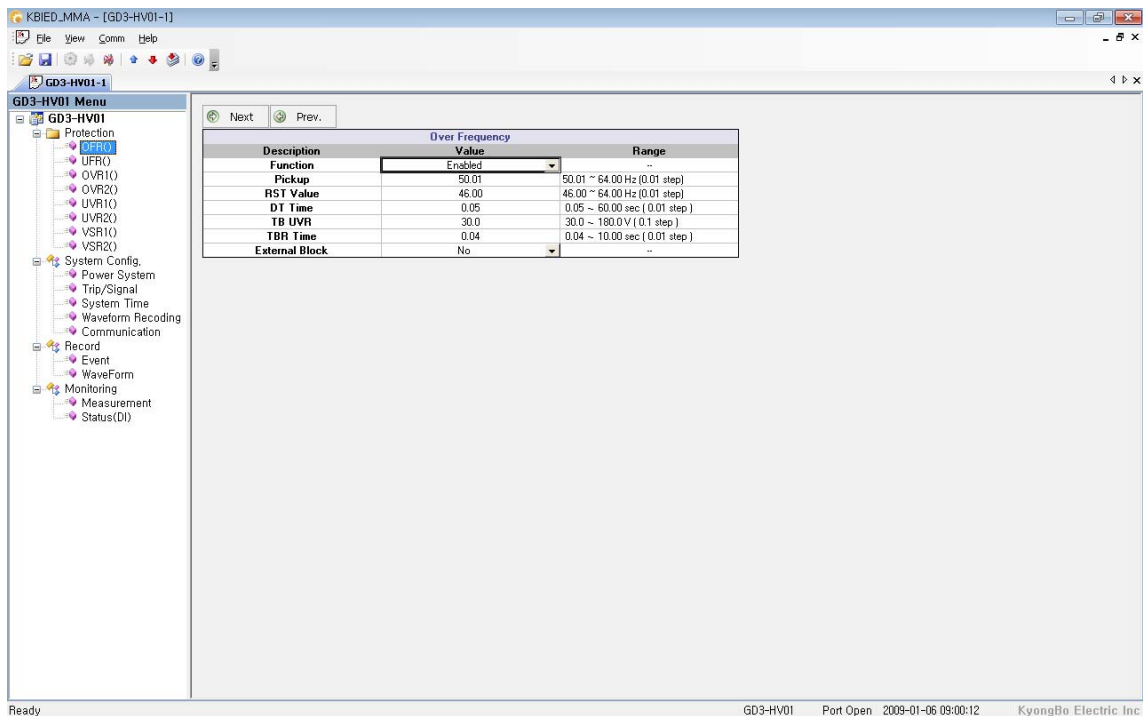 KBIED_MMA - [GD3-HV01-1]
File View Comm Help
GD3-HV01-1
GD3-HV01 Menu
GD3-HV01
Protection
OFR()
UFR()
OVR1()
OVR2()
UVR1()
UVR2()
VSR1()
VSR2()
System Config.
Power System
Trip/Signal
System Time
Waveform Recoding
Communication
Record
Event
WaveForm
Monitoring
Measurement
Status(DI)
Next Prev.
Over Frequency
Description Value Range
Function Enabled --
Pickup 50.01 50.01 ~ 64.00 Hz (0.01 step)
RST Value 46.00 46.00 ~ 64.00 Hz (0.01 step)
DT Time 0.05 0.05 ~ 60.00 sec ( 0.01 step )
TB UVR 30.0 30.0 ~ 180.0 V ( 0.1 step )
TBR Time 0.04 0.04 ~ 10.00 sec ( 0.01 step )
External Block No --
Ready GD3-HV01 Port Open 2009-01-06 09:00:12 KyongBo Electric Inc